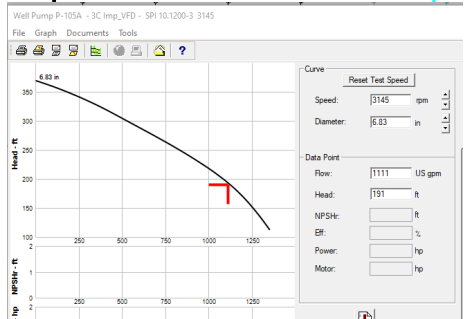 Well Pump P-105A - 3C Imp_VFD - SPI 10.1200-3 3145
File Graph Documents Tools
?
6.83 in
350
300
250
200
150
100
Head - ft
250 500 750 1000 1250
2
1
0
NPSHr - ft
250 500 750 1000 1250
2
- hp
Curve
Reset Test Speed
Speed: 3145 rpm
Diameter: 6.83 in
Data Point
Flow: 1111 US gpm
Head: 191 ft
NPSHr: ft
Eff: %
Power: hp
Motor: hp